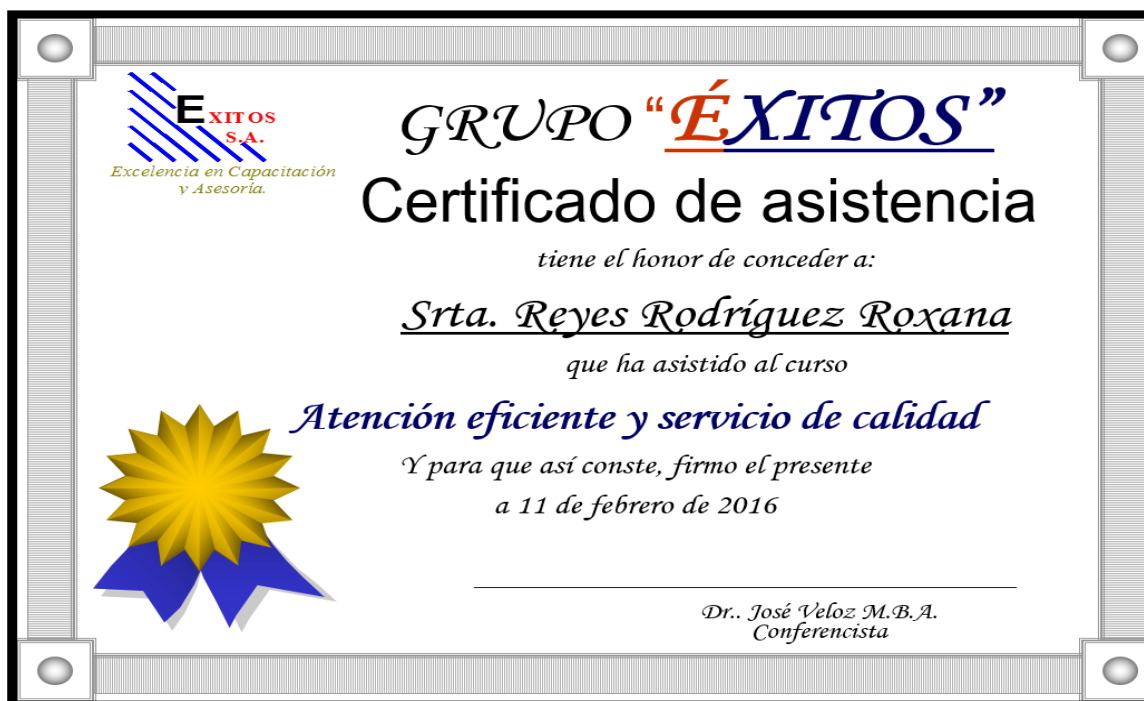 EXITOS
S.A.
Excelencia en Capacitación
y Asesoría.
GRUPO “ÉXITOS”
Certificado de asistencia
tiene el honor de conceder a:
Srta. Reyes Rodríguez Roxana
que ha asistido al curso
Atención eficiente y servicio de calidad
Y para que así conste, firmo el presente
a 11 de febrero de 2016
Dr.. José Veloz M.B.A.
Conferencista